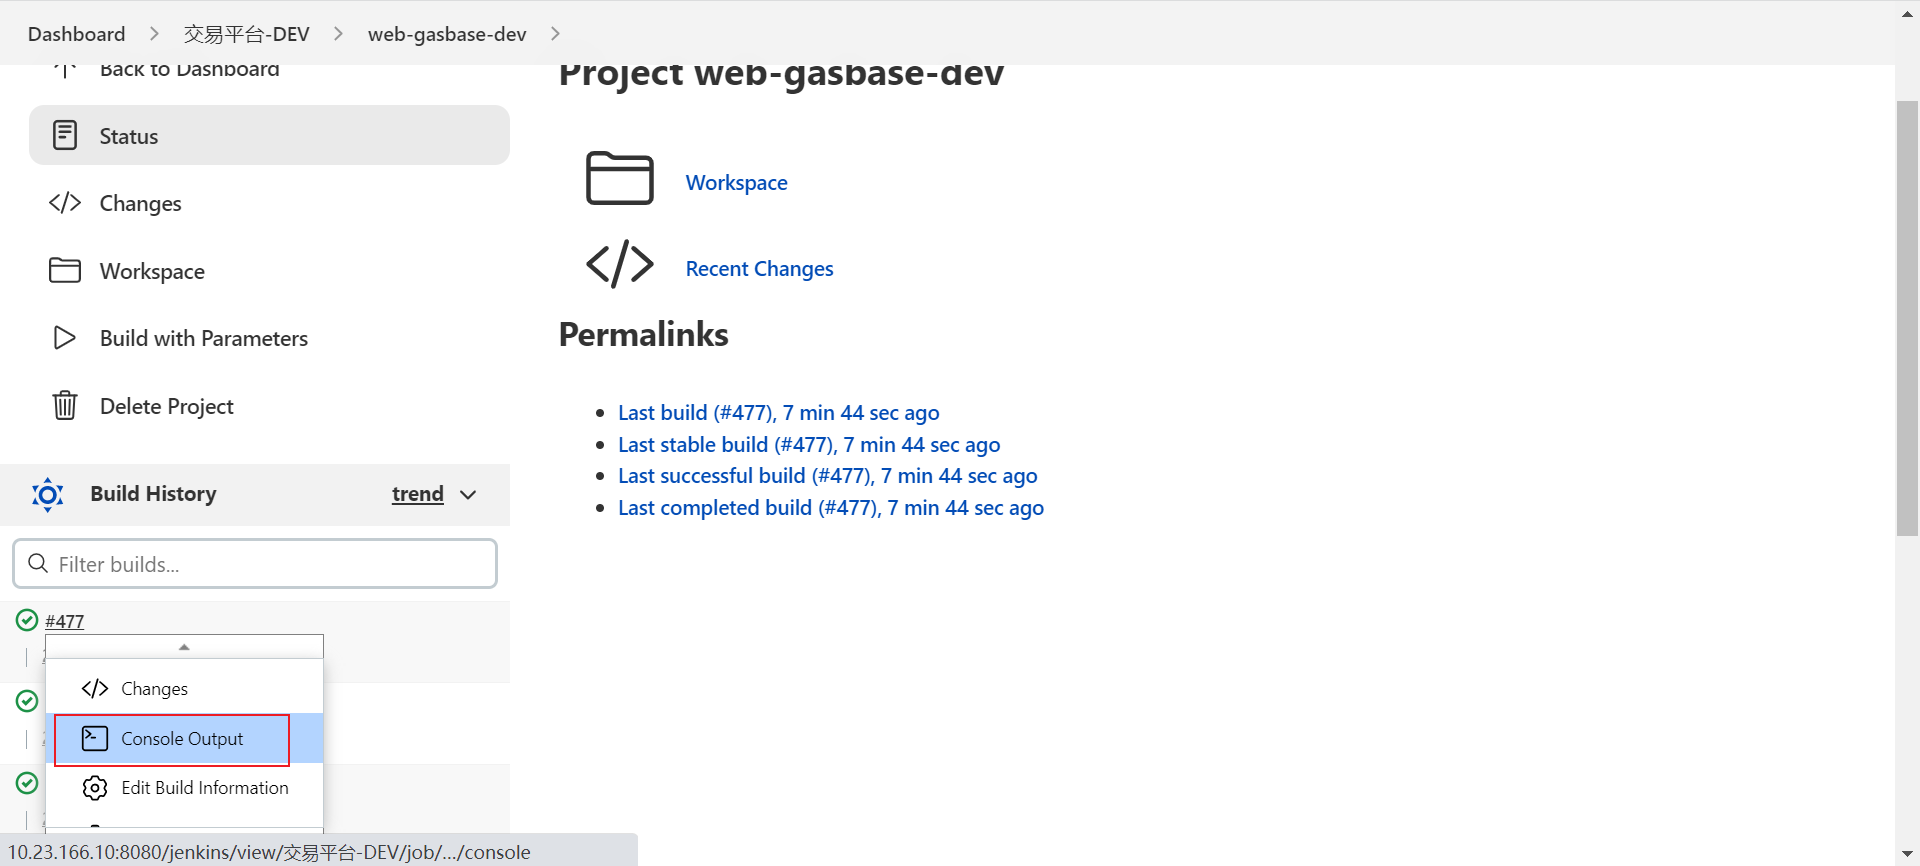 Dashboard
交易平台-DEV
web-gasbase-dev
Back to Dashboard
Status
Changes
Workspace
Build with Parameters
Delete Project
Build History
trend
Filter builds...
#477
Changes
Console Output
Edit Build Information
Project web-gasbase-dev
Workspace
Recent Changes
Permalinks
Last build (#477), 7 min 44 sec ago
Last stable build (#477), 7 min 44 sec ago
Last successful build (#477), 7 min 44 sec ago
Last completed build (#477), 7 min 44 sec ago
10.23.166.10:8080/jenkins/view/交易平台-DEV/job/.../console